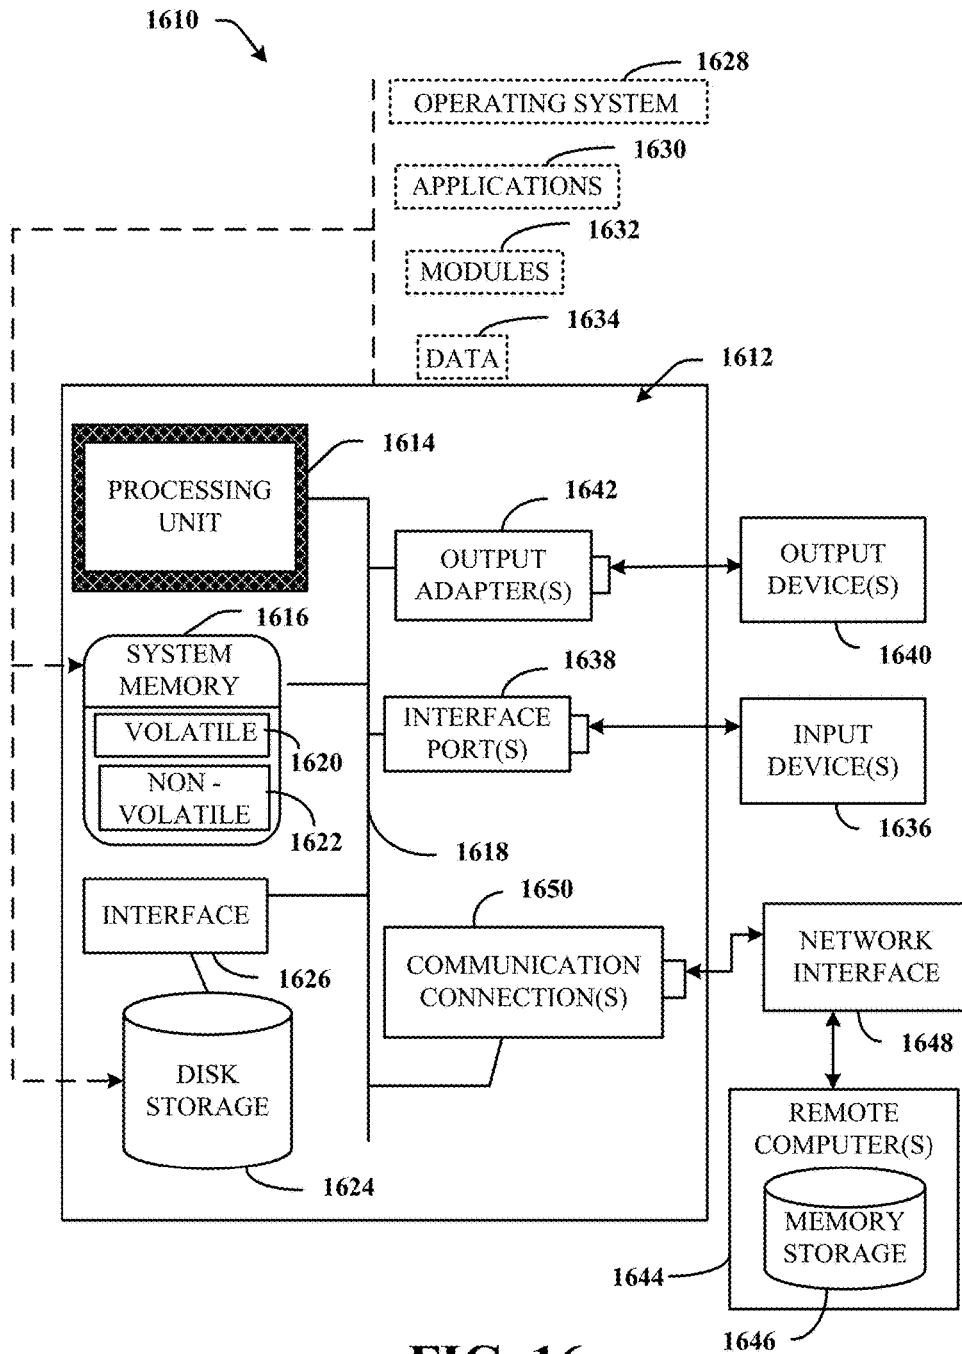 1610
1628
OPERATING SYSTEM
1630
APPLICATIONS
1632
MODULES
1634
DATA
1612
1614
PROCESSING
UNIT
1642
OUTPUT
ADAPTER(S)
OUTPUT
DEVICE(S)
1640
1616
SYSTEM
MEMORY
VOLATILE
1620
NON -
VOLATILE
1622
1638
INTERFACE
PORT(S)
INPUT
DEVICE(S)
1636
1618
1650
INTERFACE
1626
COMMUNICATION
CONNECTION(S)
NETWORK
INTERFACE
1648
DISK
STORAGE
1624
REMOTE
COMPUTER(S)
MEMORY
STORAGE
1644
1646
FIG. 16